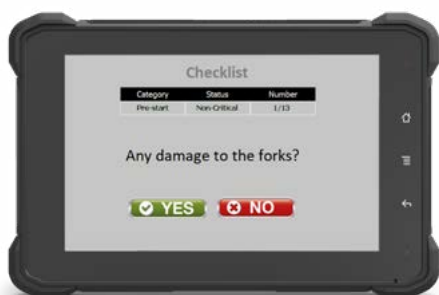 Checklist
Category Status Number
Pre-start Non-Critical 1/13
Any damage to the forks?
YES NO